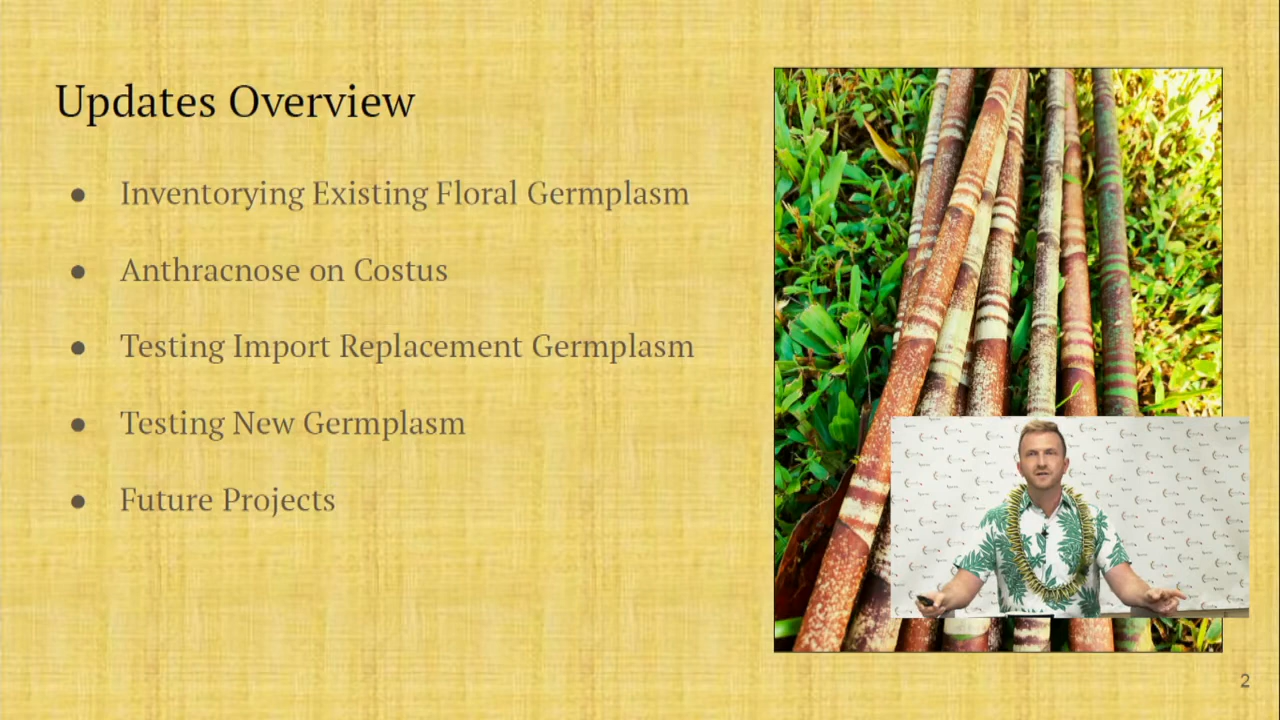 Updates Overview
● Inventorying Existing Floral Germplasm
● Anthracnose on Costus
● Testing Import Replacement Germplasm
● Testing New Germplasm
● Future Projects
2